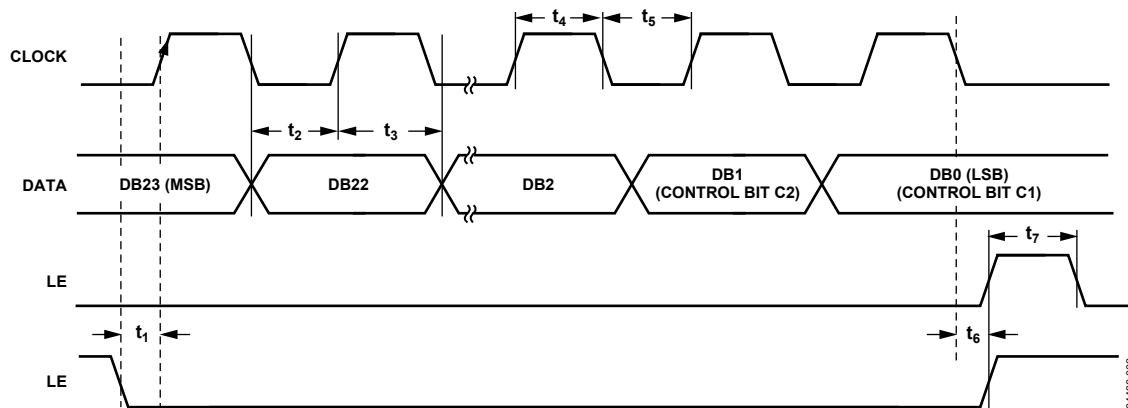 t4
t5
CLOCK
t2
t3
DATA
DB23 (MSB)
DB22
DB2
DB1
(CONTROL BIT C2)
DB0 (LSB)
(CONTROL BIT C1)
t7
LE
t1
t6
LE